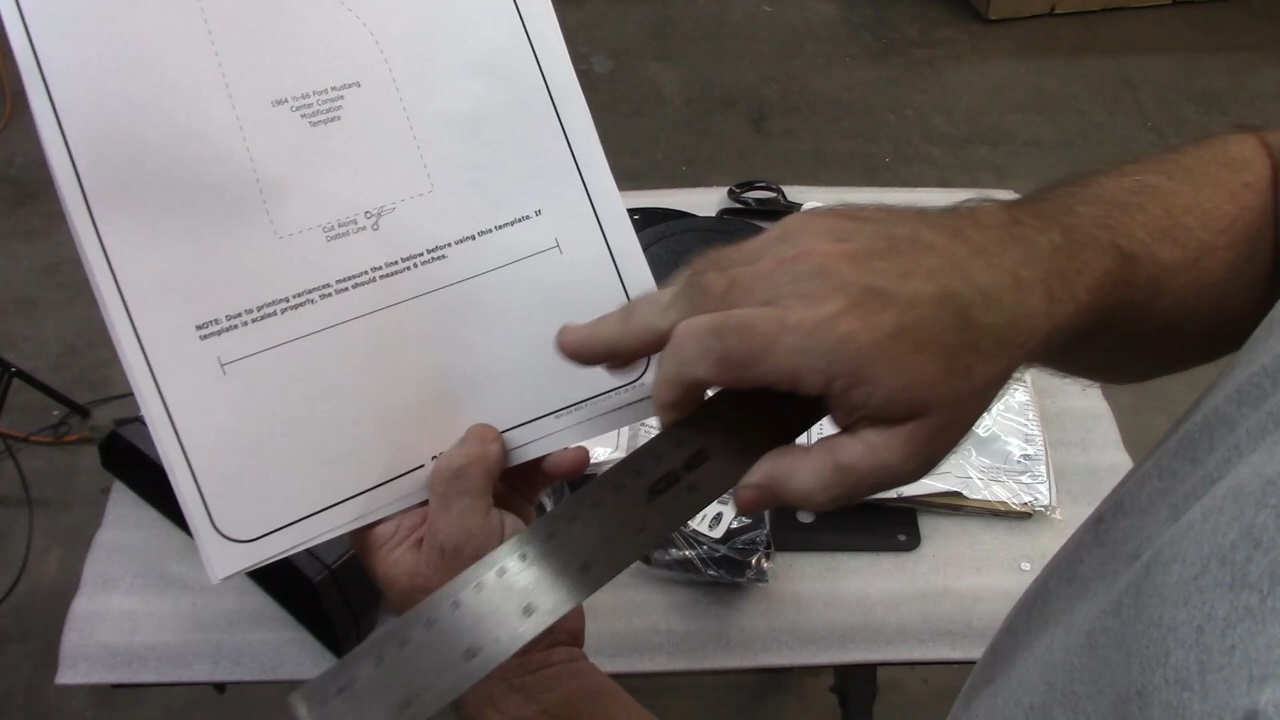 1964 ½-66 Ford Mustang
Center Console
Modification
Template
Cut Along
Dotted Line
NOTE: Due to printing variances, measure the line below before using this template. If
template is scaled properly, the line should measure 6 inches.